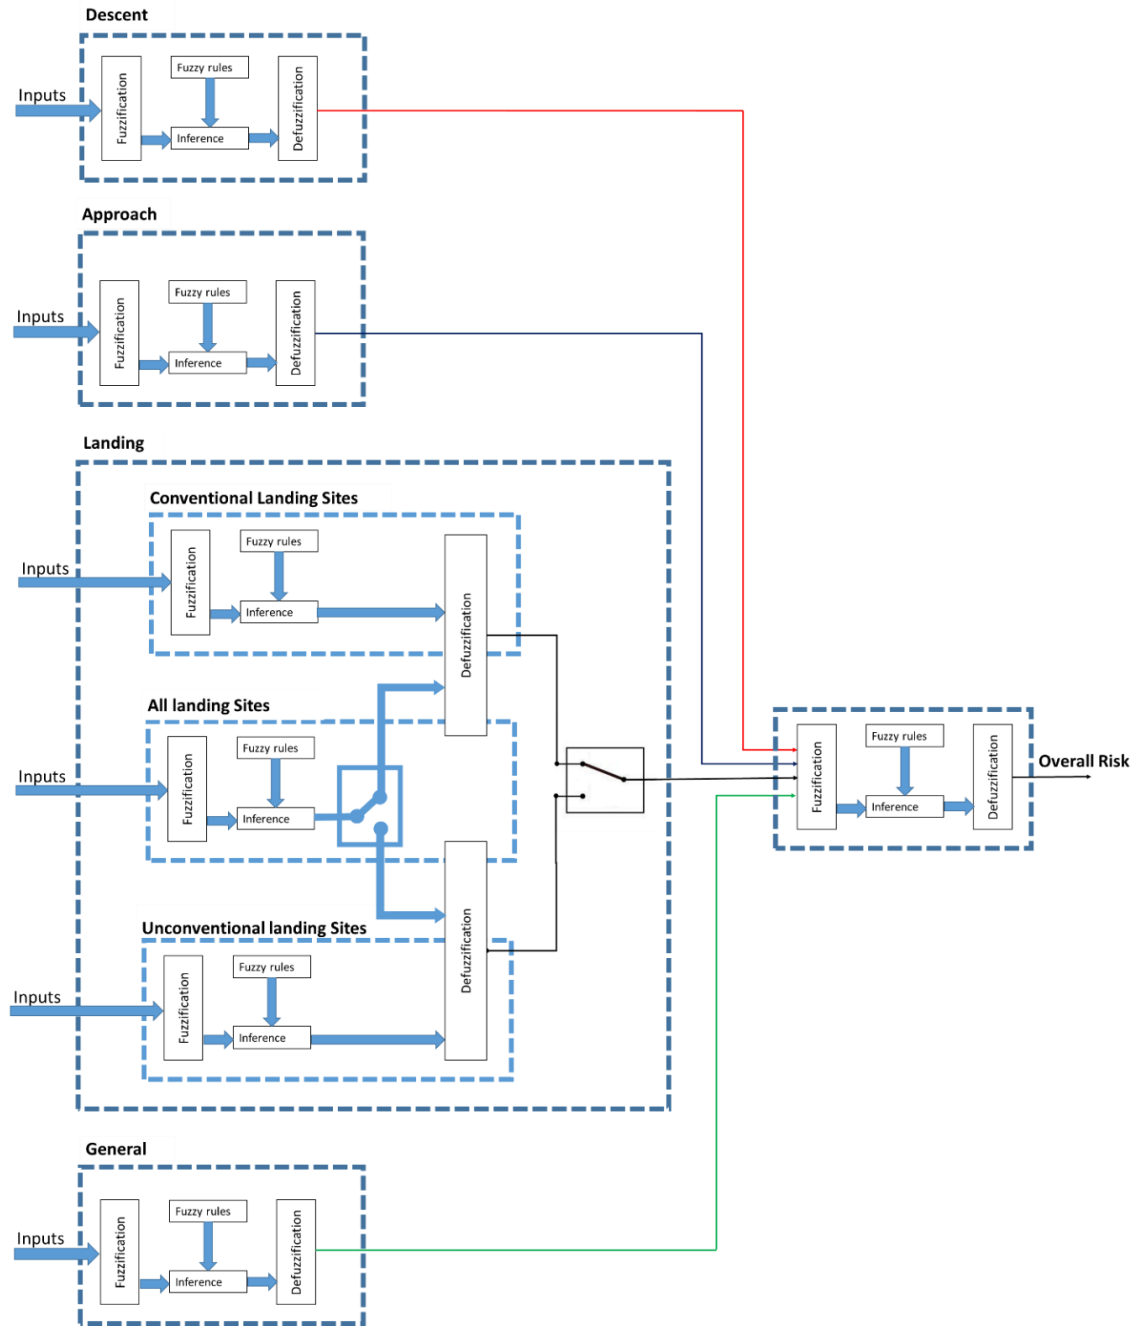 Descent
Inputs
Fuzzification
Fuzzy rules
Inference
Defuzzification
Approach
Inputs
Fuzzification
Fuzzy rules
Inference
Defuzzification
Landing
Conventional Landing Sites
Inputs
Fuzzification
Fuzzy rules
Inference
Defuzzification
All landing Sites
Inputs
Fuzzification
Fuzzy rules
Inference
Unconventional landing Sites
Inputs
Fuzzification
Fuzzy rules
Inference
Defuzzification
General
Inputs
Fuzzification
Fuzzy rules
Inference
Defuzzification
Fuzzification
Fuzzy rules
Inference
Defuzzification
Overall Risk